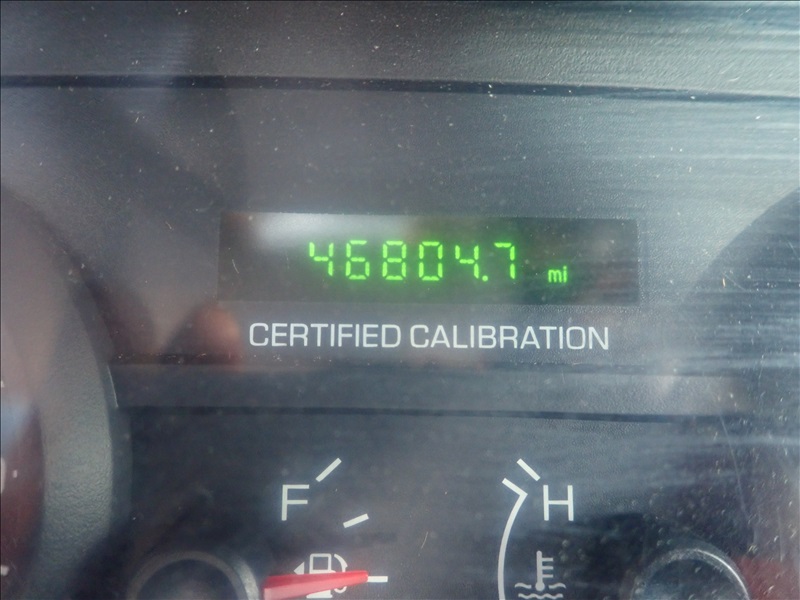 46804.7 mi
CERTIFIED CALIBRATION
F H